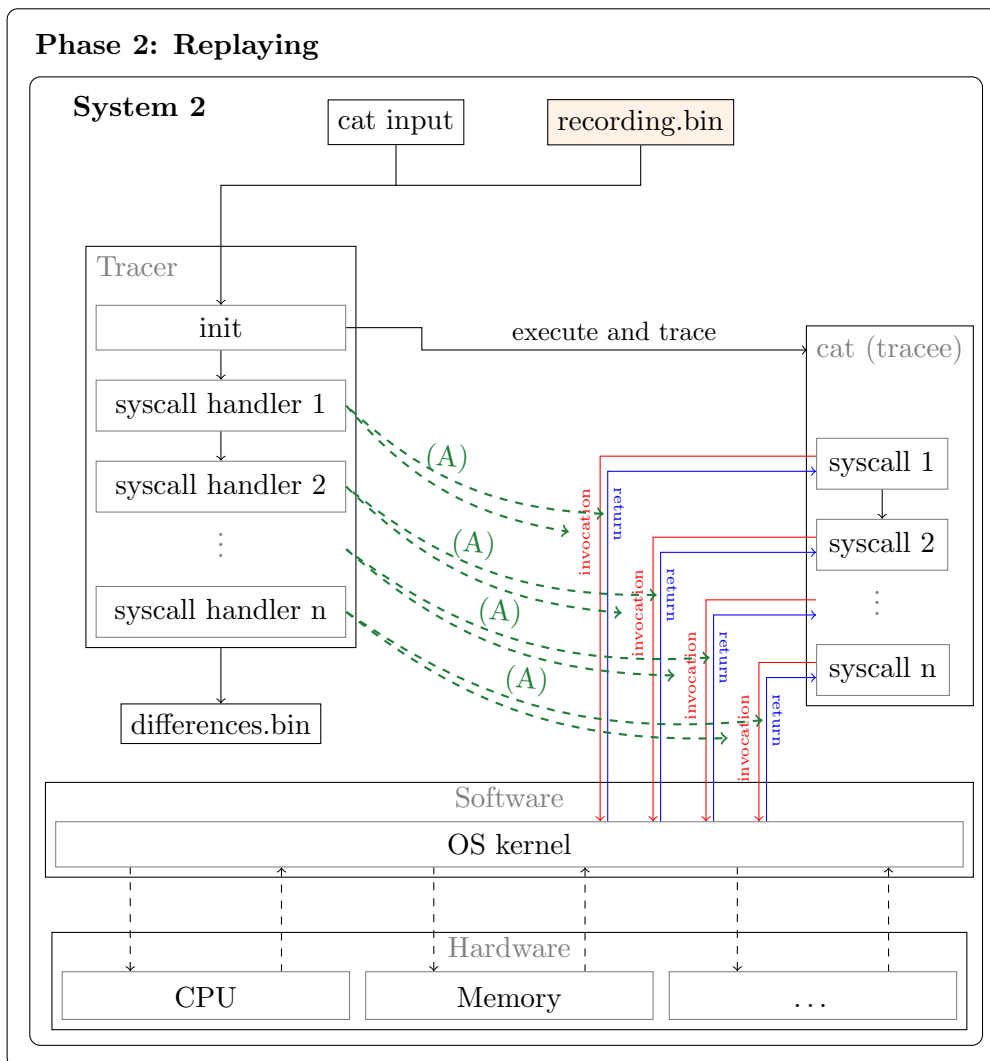 Phase 2: Replaying
System 2
cat input
recording.bin
Tracer
init
execute and trace
cat (tracee)
syscall handler 1
(A)
syscall 1
syscall handler 2
invocation
return
(A)
syscall 2
⋮
invocation
return
⋮
syscall handler n
(A)
invocation
return
syscall n
(A)
invocation
return
differences.bin
Software
OS kernel
Hardware
CPU
Memory
...